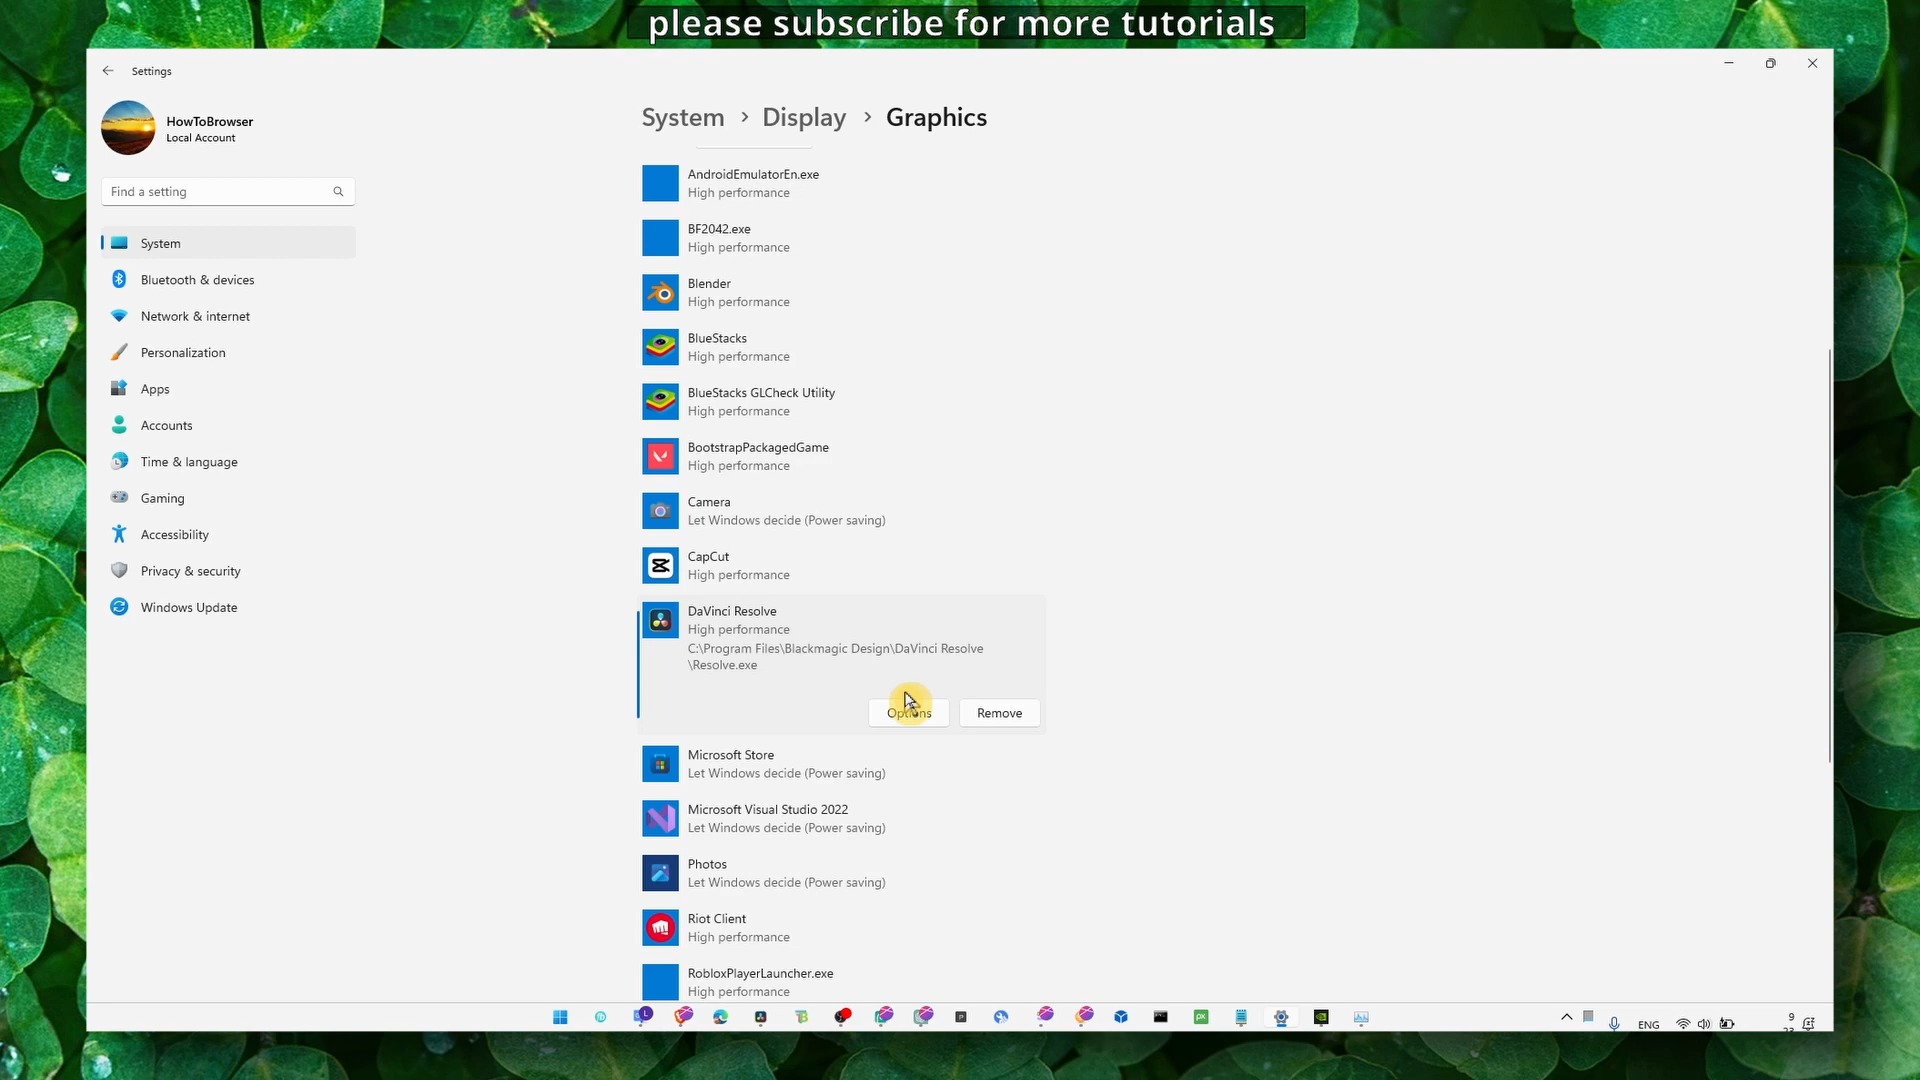 please subscribe for more tutorials
Settings
HowToBrowser
Local Account
Find a setting
System
Bluetooth & devices
Network & internet
Personalization
Apps
Accounts
Time & language
Gaming
Accessibility
Privacy & security
Windows Update
System > Display > Graphics
AndroidEmulatorEn.exe
High performance
BF2042.exe
High performance
Blender
High performance
BlueStacks
High performance
BlueStacks GLCheck Utility
High performance
BootstrapPackagedGame
High performance
Camera
Let Windows decide (Power saving)
CapCut
High performance
DaVinci Resolve
High performance
C:\Program Files\Blackmagic Design\DaVinci Resolve
\Resolve.exe
Options Remove
Microsoft Store
Let Windows decide (Power saving)
Microsoft Visual Studio 2022
Let Windows decide (Power saving)
Photos
Let Windows decide (Power saving)
Riot Client
High performance
RobloxPlayerLauncher.exe
High performance
ENG
9